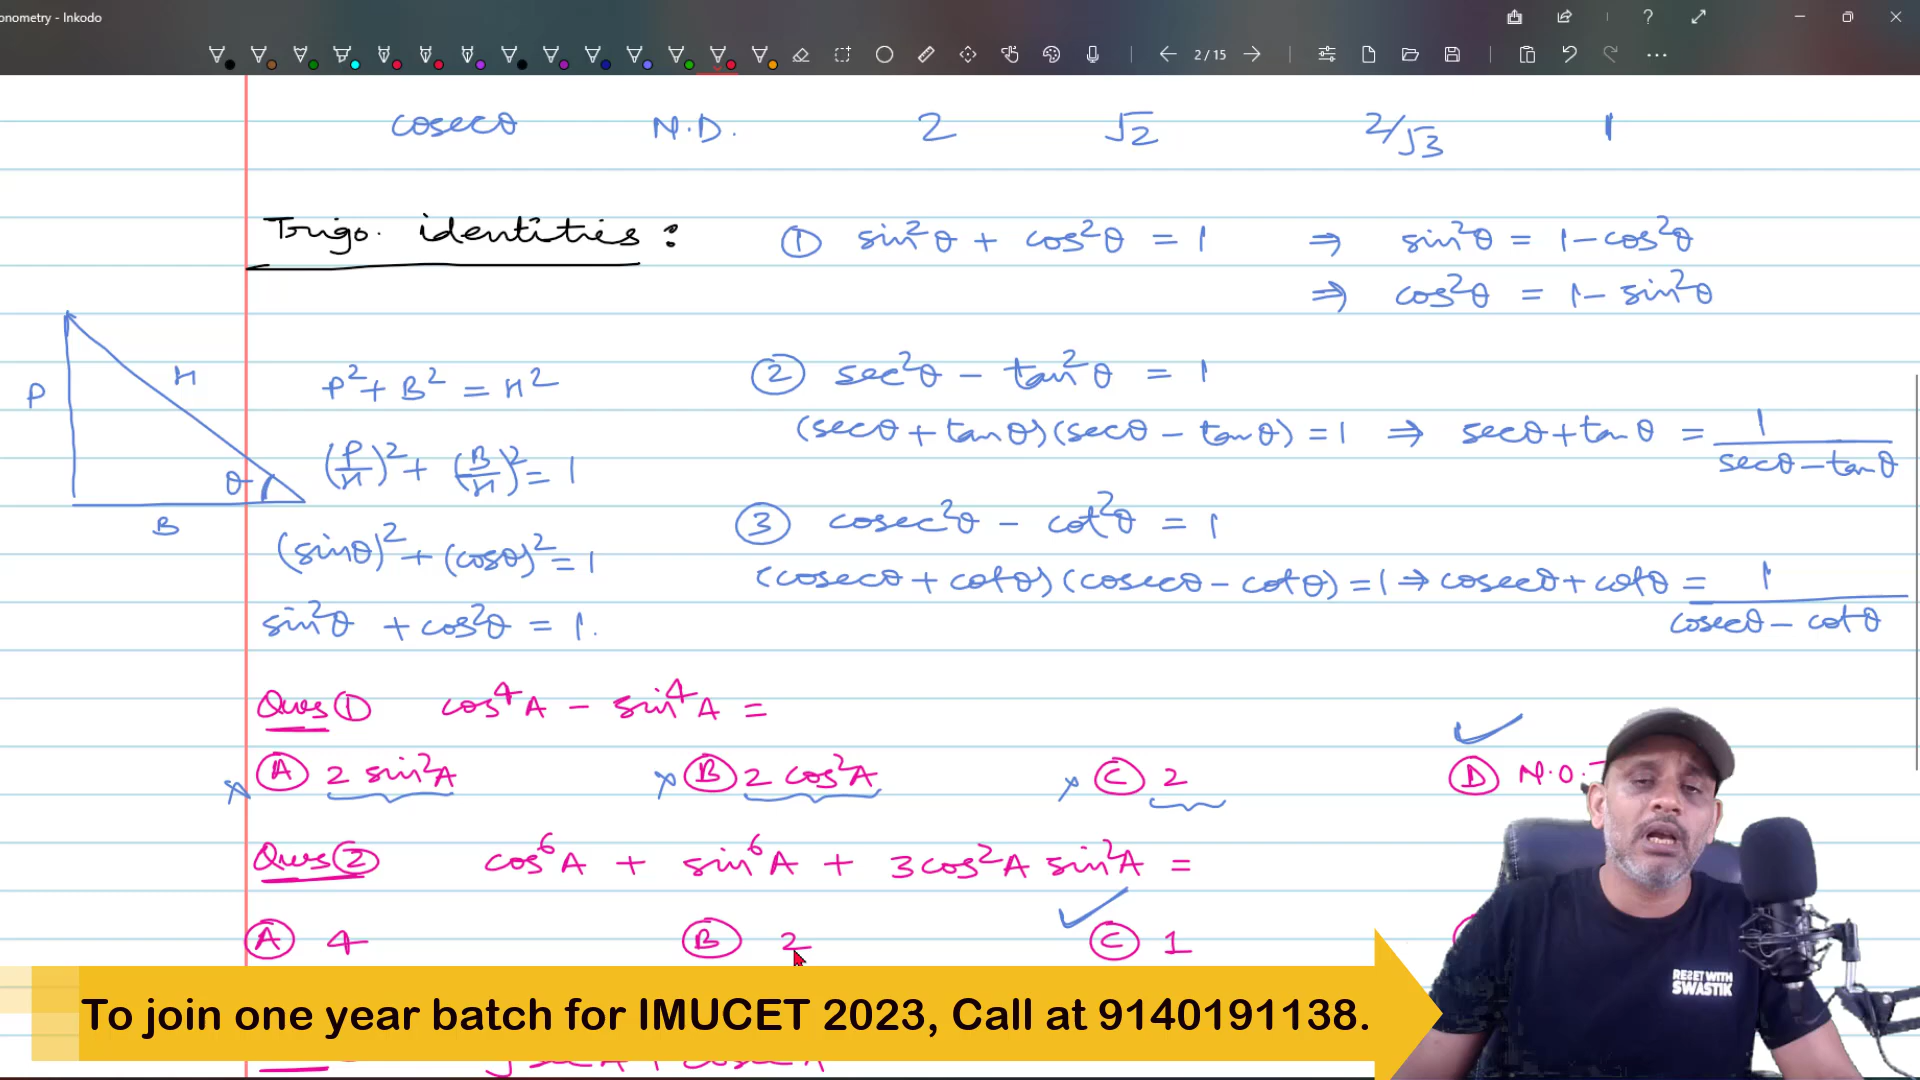 onometry - Inkodo
2/15
cosecθ N.D. 2 √2 2/√3 1
Trigo. identities :
① sin²θ + cos²θ = 1 ⇒ sin²θ = 1-cos²θ
⇒ cos²θ = 1- sin²θ
P H B θ
P² + B² = H²
(P/H)² + (B/H)² = 1
(sinθ)² + (cosθ)² = 1
sin²θ + cos²θ = 1.
② sec²θ - tan²θ = 1
(secθ + tanθ)(secθ - tanθ) = 1 ⇒ secθ + tanθ = 1/(secθ - tanθ)
③ cosec²θ - cot²θ = 1
(cosecθ + cotθ)(cosecθ - cotθ) = 1 ⇒ cosecθ + cotθ = 1/(cosecθ - cotθ)
Ques ① cos⁴A - sin⁴A =
Ⓐ 2 sin²A Ⓑ 2 cos²A Ⓒ 2 Ⓓ N.O.T
Ques ② cos⁶A + sin⁶A + 3cos²A sin²A =
Ⓐ 4 Ⓑ 2 Ⓒ 1
RESET WITH
SWASTIK
To join one year batch for IMUCET 2023, Call at 9140191138.